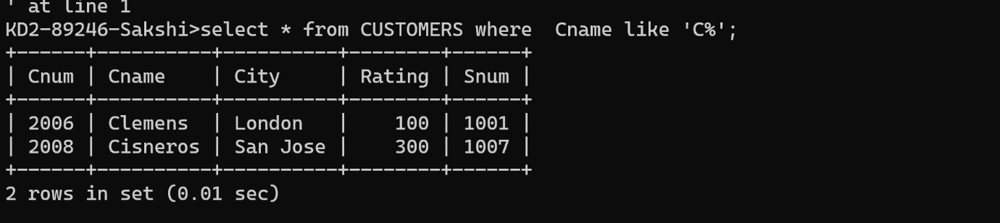 ' at line 1
KD2-89246-Sakshi>select * from CUSTOMERS where  Cname like 'C%';
+------+----------+----------+--------+------+
| Cnum | Cname    | City     | Rating | Snum |
+------+----------+----------+--------+------+
| 2006 | Clemens  | London   |    100 | 1001 |
| 2008 | Cisneros | San Jose |    300 | 1007 |
+------+----------+----------+--------+------+
2 rows in set (0.01 sec)